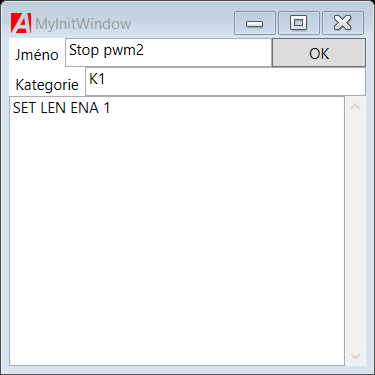 MyInitWindow
Jméno Stop pwm2 OK
Kategorie K1
SET LEN ENA 1